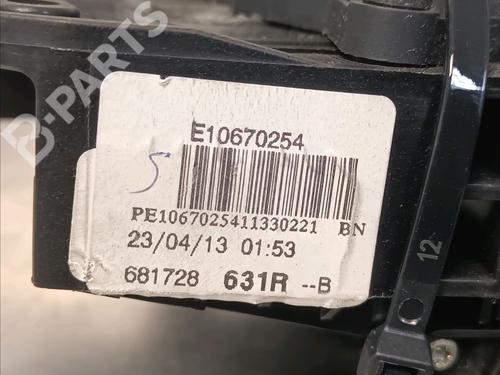 B-PARTS
E10670254
5
PE1067025411330221 BN
23/04/13 01:53
681728 631R --B
12